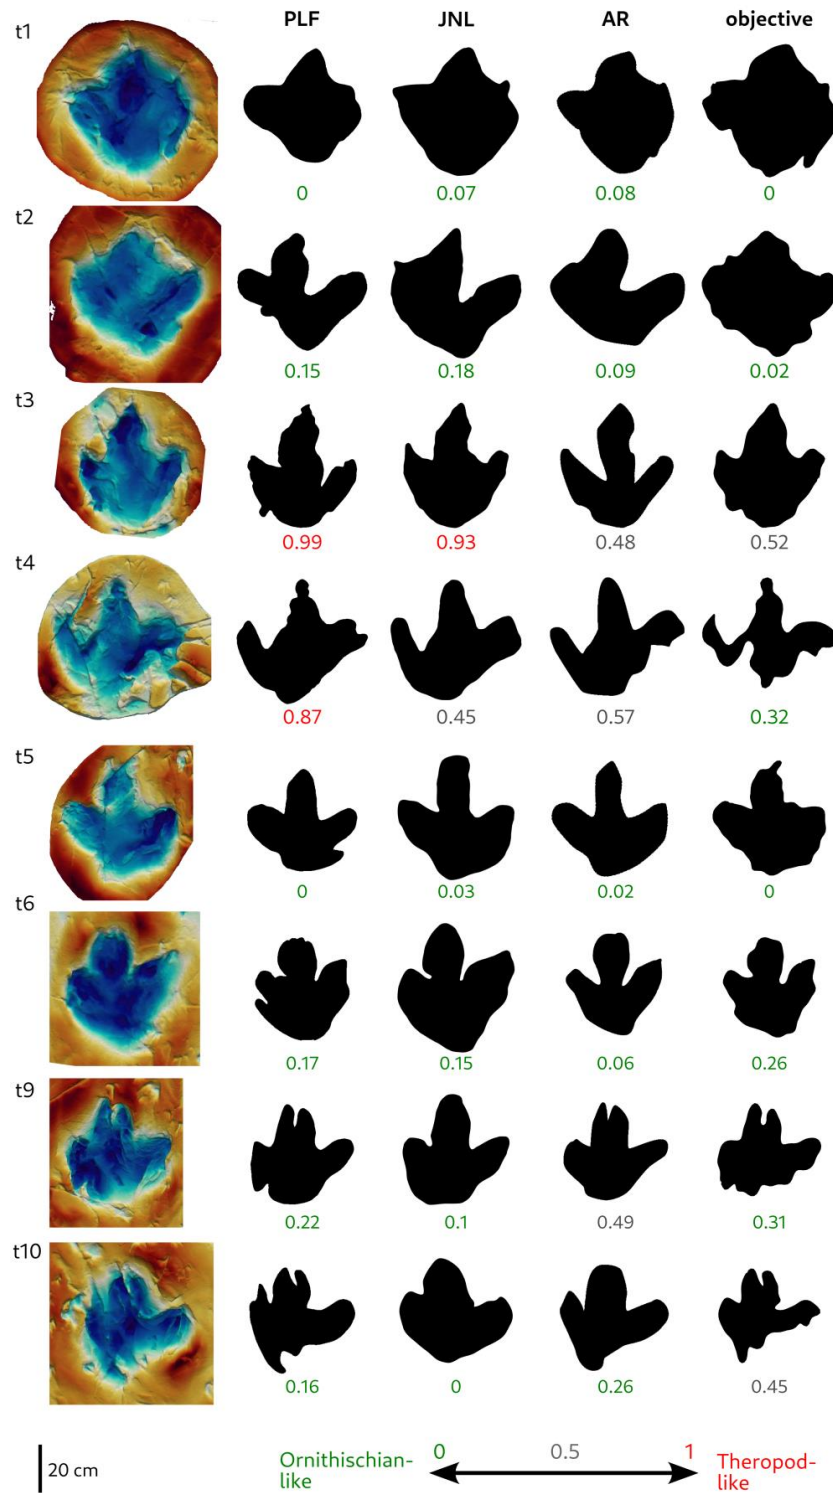 PLF JNL AR objective
t1
0 0.07 0.08 0
t2
0.15 0.18 0.09 0.02
t3
0.99 0.93 0.48 0.52
t4
0.87 0.45 0.57 0.32
t5
0 0.03 0.02 0
t6
0.17 0.15 0.06 0.26
t9
0.22 0.1 0.49 0.31
t10
0.16 0 0.26 0.45
20 cm
Ornithischian-
like
0 0.5 1
Theropod-
like